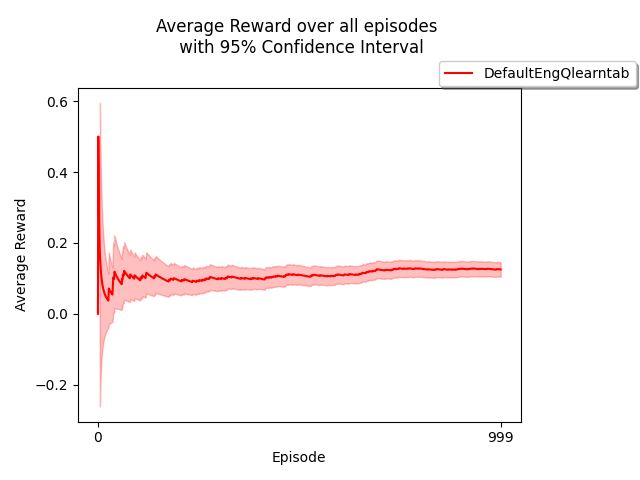 Average Reward over all episodes
with 95% Confidence Interval
DefaultEngQlearntab
0.6
0.4
0.2
0.0
−0.2
Average Reward
0
999
Episode